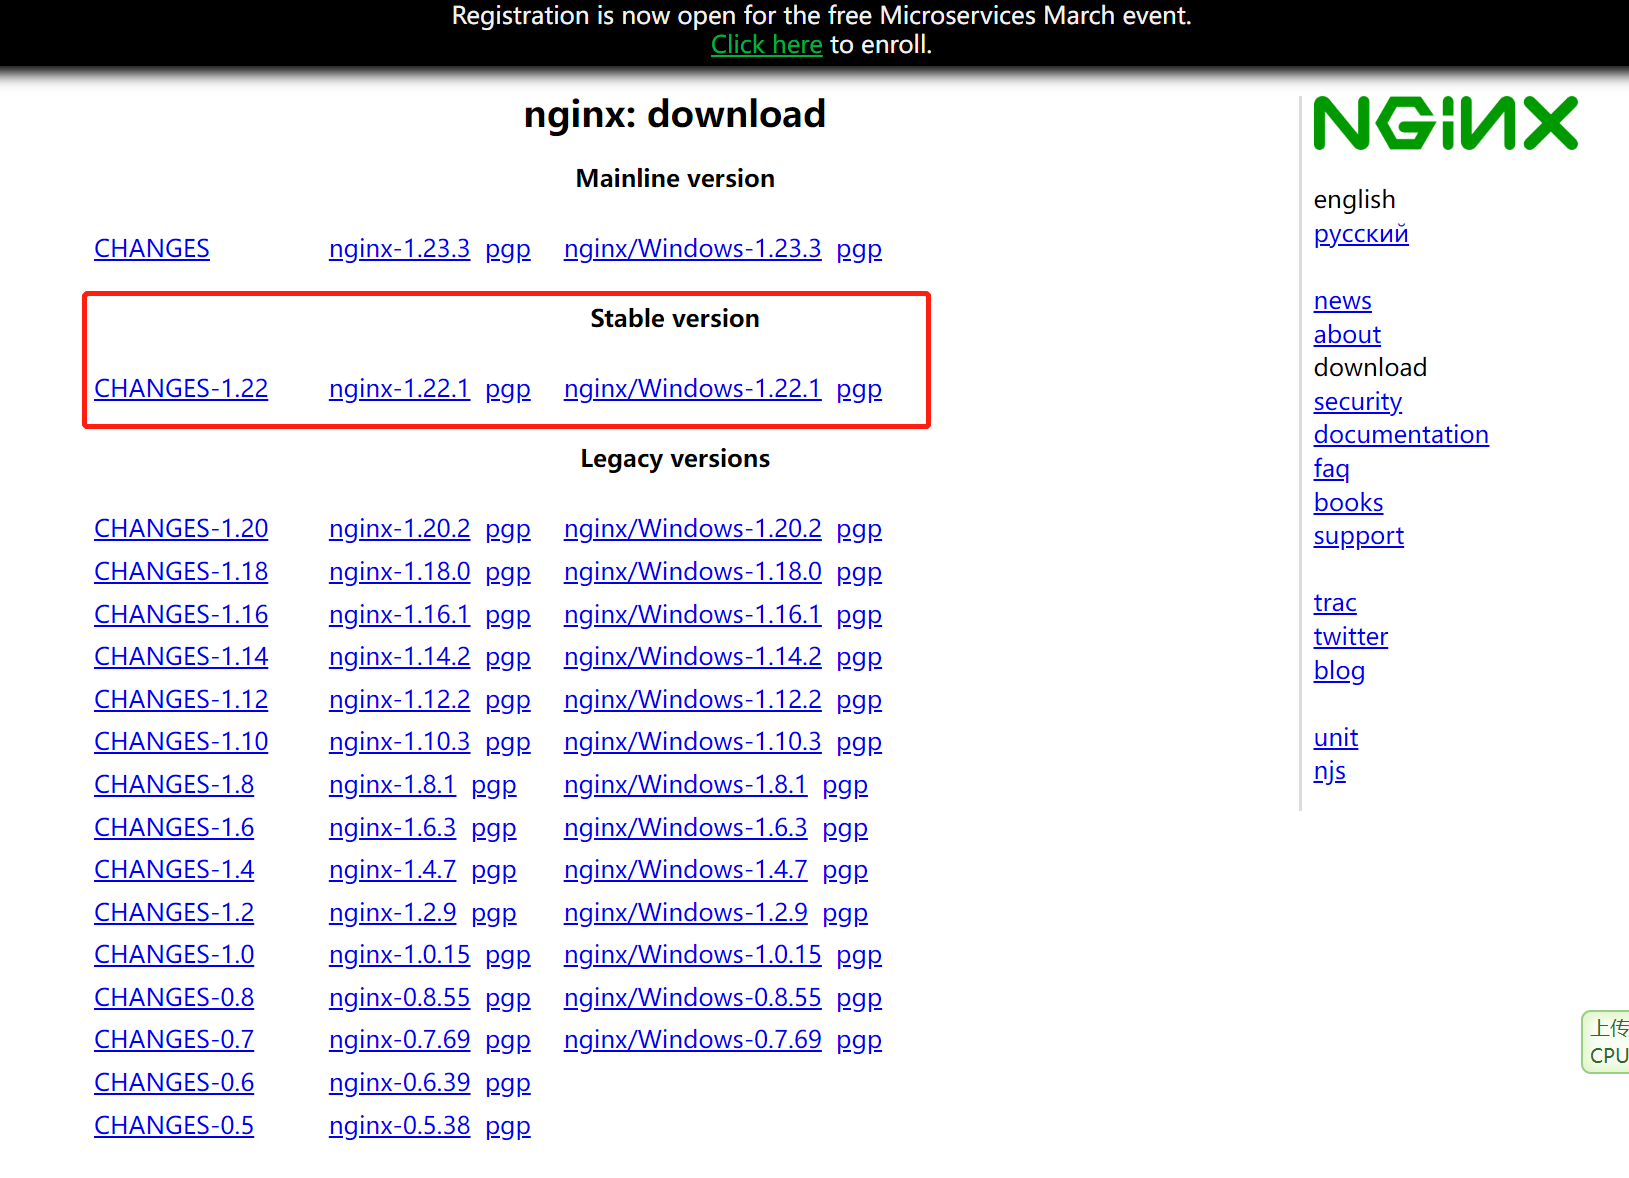 Registration is now open for the free Microservices March event.
Click here to enroll.
nginx: download
Mainline version
CHANGES nginx-1.23.3 pgp nginx/Windows-1.23.3 pgp
Stable version
CHANGES-1.22 nginx-1.22.1 pgp nginx/Windows-1.22.1 pgp
Legacy versions
CHANGES-1.20 nginx-1.20.2 pgp nginx/Windows-1.20.2 pgp
CHANGES-1.18 nginx-1.18.0 pgp nginx/Windows-1.18.0 pgp
CHANGES-1.16 nginx-1.16.1 pgp nginx/Windows-1.16.1 pgp
CHANGES-1.14 nginx-1.14.2 pgp nginx/Windows-1.14.2 pgp
CHANGES-1.12 nginx-1.12.2 pgp nginx/Windows-1.12.2 pgp
CHANGES-1.10 nginx-1.10.3 pgp nginx/Windows-1.10.3 pgp
CHANGES-1.8 nginx-1.8.1 pgp nginx/Windows-1.8.1 pgp
CHANGES-1.6 nginx-1.6.3 pgp nginx/Windows-1.6.3 pgp
CHANGES-1.4 nginx-1.4.7 pgp nginx/Windows-1.4.7 pgp
CHANGES-1.2 nginx-1.2.9 pgp nginx/Windows-1.2.9 pgp
CHANGES-1.0 nginx-1.0.15 pgp nginx/Windows-1.0.15 pgp
CHANGES-0.8 nginx-0.8.55 pgp nginx/Windows-0.8.55 pgp
CHANGES-0.7 nginx-0.7.69 pgp nginx/Windows-0.7.69 pgp
CHANGES-0.6 nginx-0.6.39 pgp
CHANGES-0.5 nginx-0.5.38 pgp
NGINX
english
русский
news
about
download
security
documentation
faq
books
support
trac
twitter
blog
unit
njs
上传
CPU